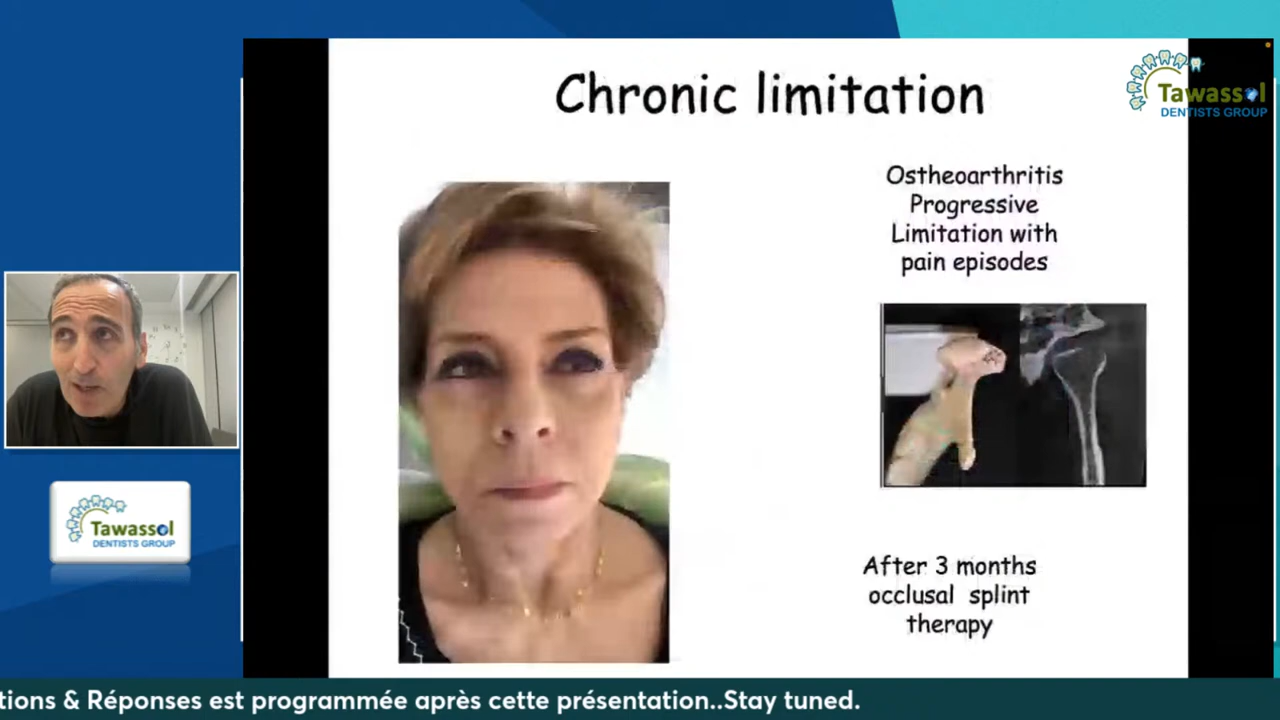 Chronic limitation
Tawassol
DENTISTS GROUP
Ostheoarthritis
Progressive
Limitation with
pain episodes
After 3 months
occlusal splint
therapy
Tawassol
DENTISTS GROUP
tions & Réponses est programmée après cette présentation..Stay tuned.